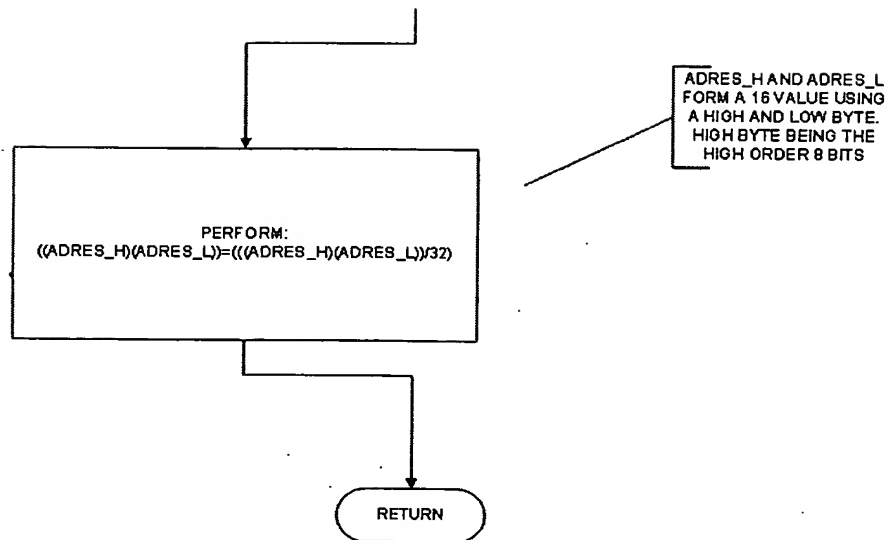 ADRES_H AND ADRES_L
FORM A 16 VALUE USING
A HIGH AND LOW BYTE.
HIGH BYTE BEING THE
HIGH ORDER 8 BITS
PERFORM:
((ADRES_H)(ADRES_L))=(((ADRES_H)(ADRES_L))/32)
RETURN